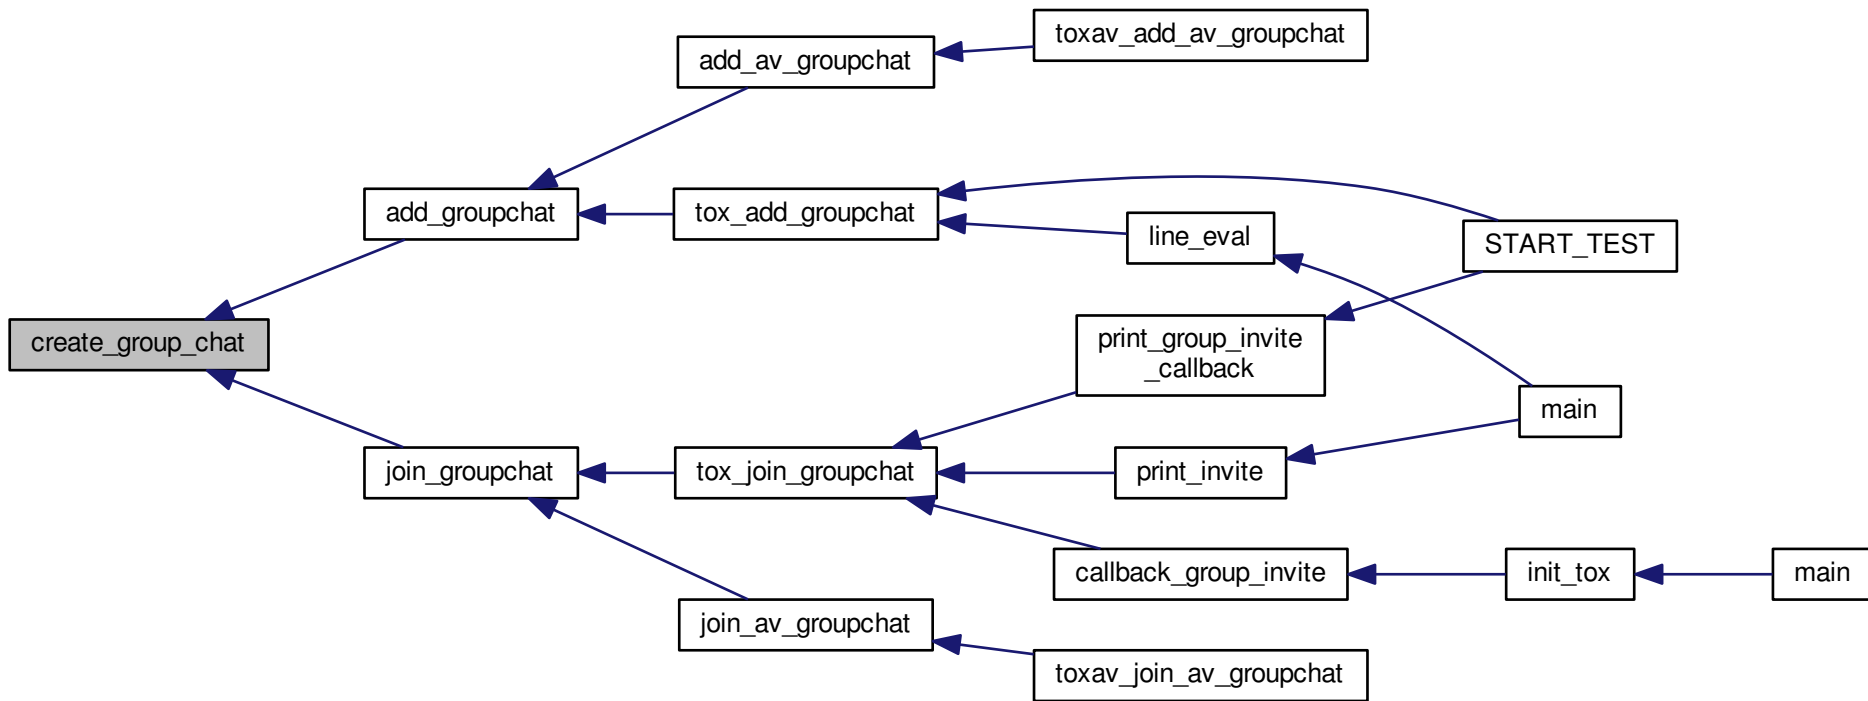 toxav_add_av_groupchat
add_av_groupchat
add_groupchat
tox_add_groupchat
line_eval
START_TEST
create_group_chat
print_group_invite
_callback
main
join_groupchat
tox_join_groupchat
print_invite
callback_group_invite
init_tox
main
join_av_groupchat
toxav_join_av_groupchat